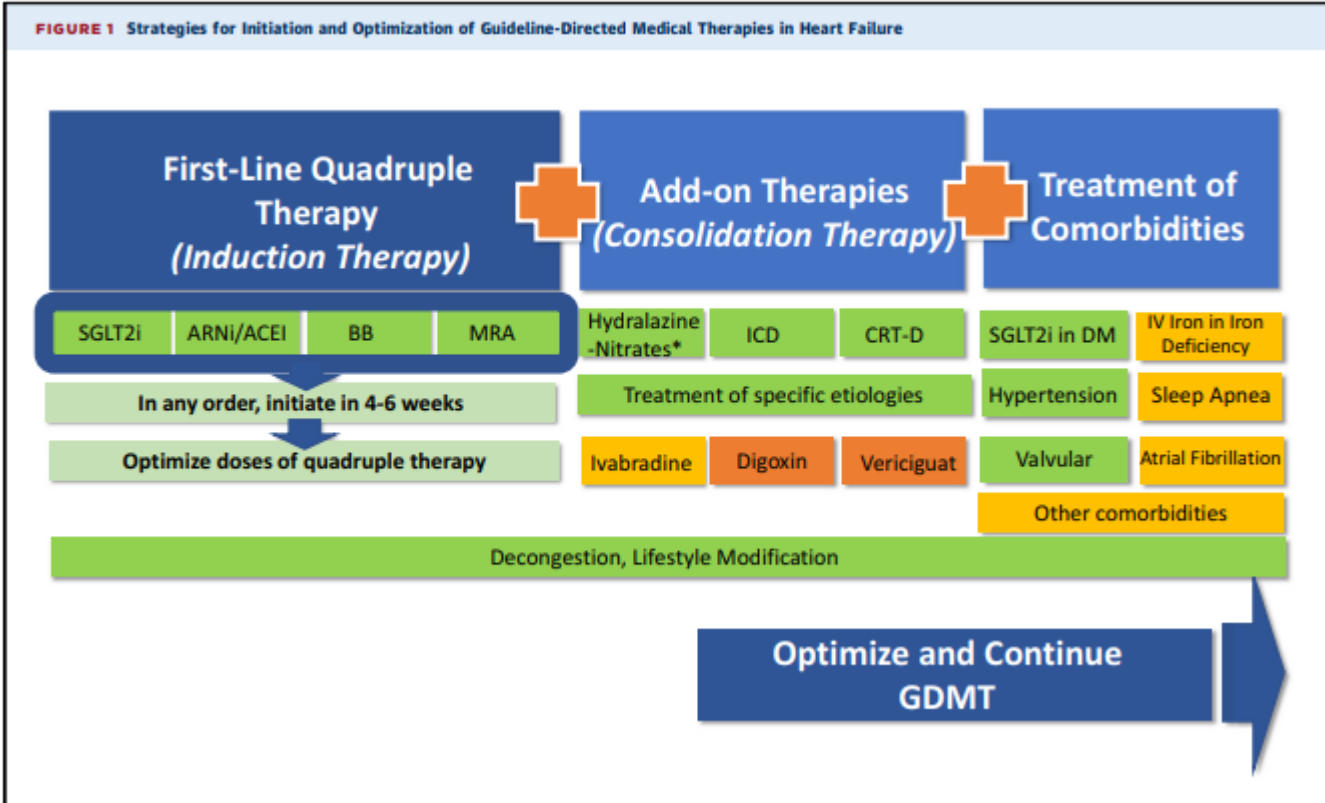 FIGURE 1 Strategies for Initiation and Optimization of Guideline-Directed Medical Therapies in Heart Failure
First-Line Quadruple
Therapy
(Induction Therapy)
Add-on Therapies
(Consolidation Therapy)
Treatment of
Comorbidities
SGLT2i
ARNi/ACEI
BB
MRA
In any order, initiate in 4-6 weeks
Optimize doses of quadruple therapy
Hydralazine
-Nitrates*
ICD
CRT-D
Treatment of specific etiologies
Ivabradine
Digoxin
Vericiguat
SGLT2i in DM
IV Iron in Iron
Deficiency
Hypertension
Sleep Apnea
Valvular
Atrial Fibrillation
Other comorbidities
Decongestion, Lifestyle Modification
Optimize and Continue
GDMT